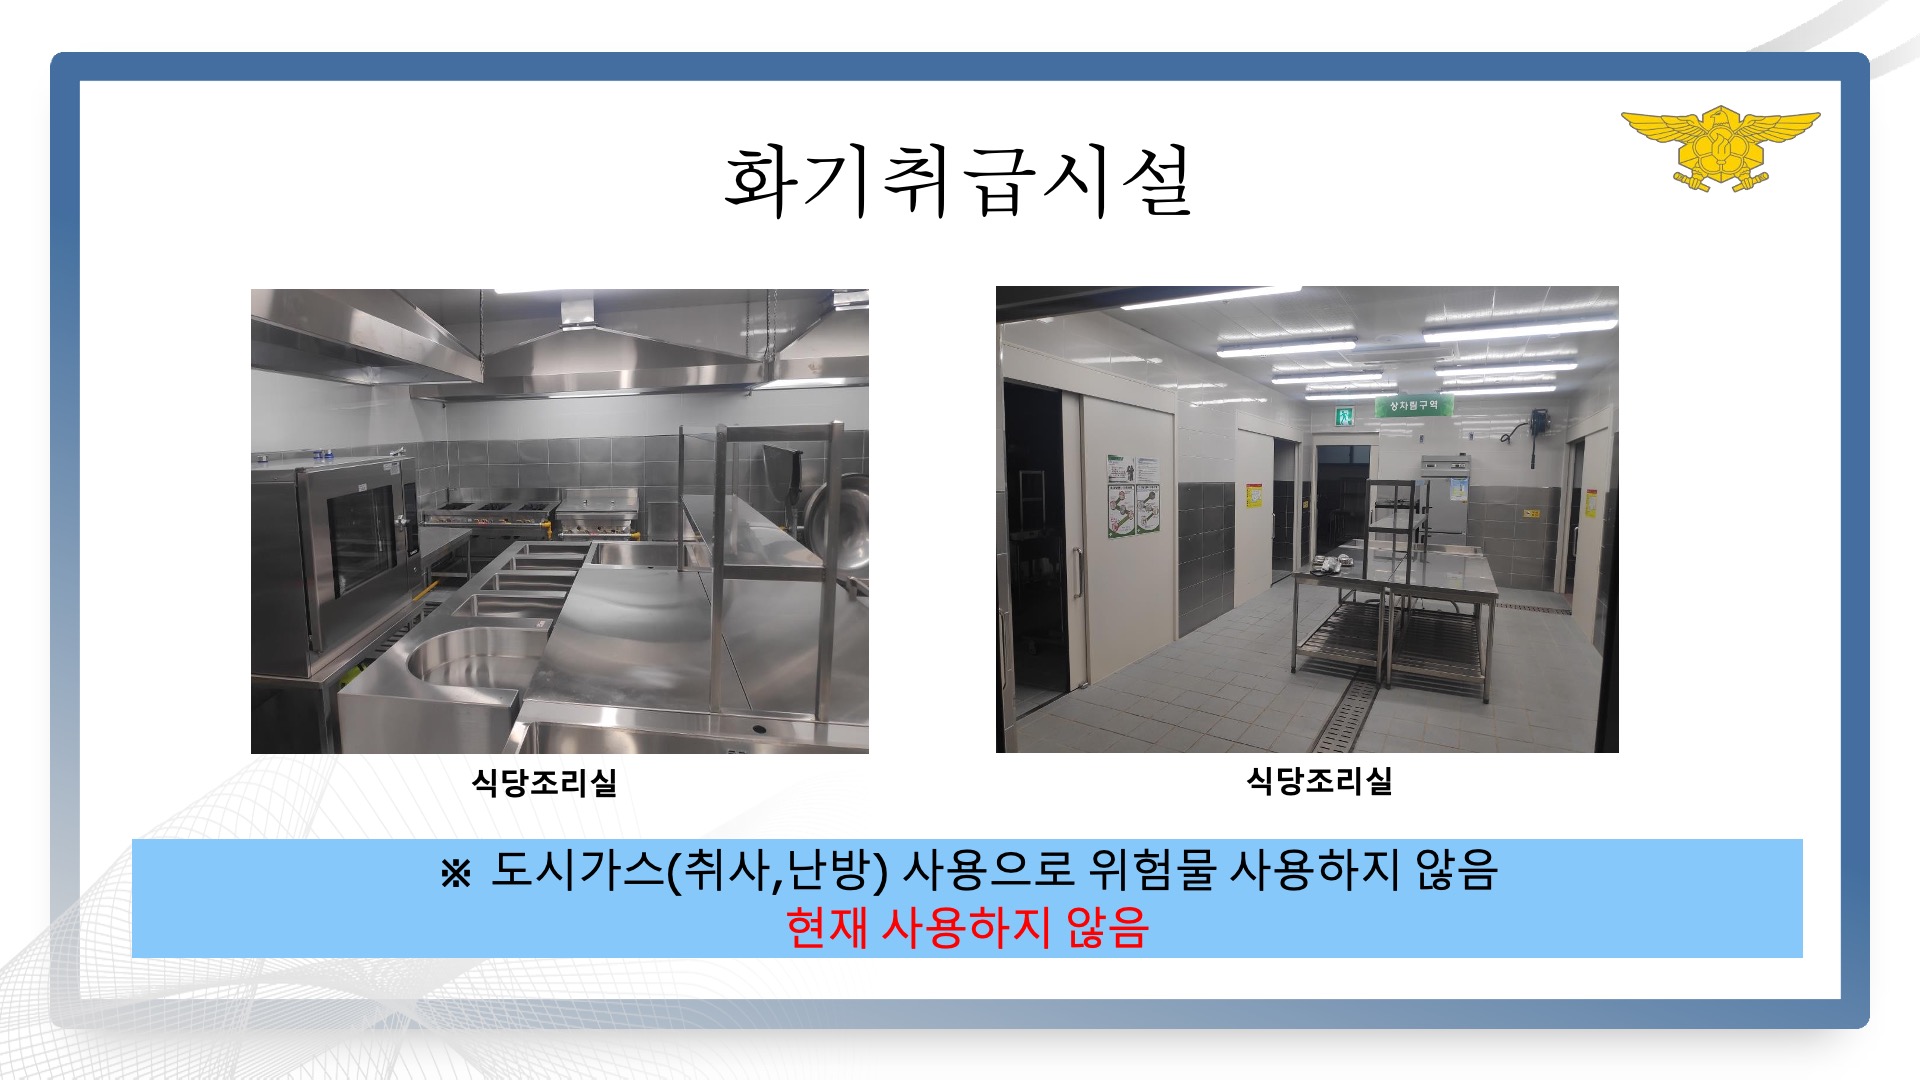 화기취급시설
상차림구역
식당조리실
식당조리실
※ 도시가스(취사,난방) 사용으로 위험물 사용하지 않음
현재 사용하지 않음